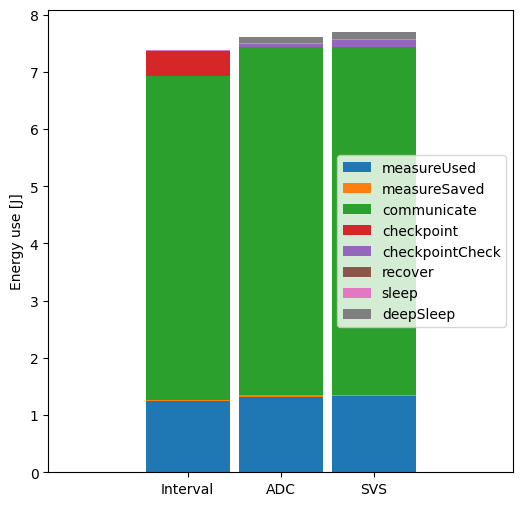 8
7
6
5
4
3
2
1
0
Energy use [J]
measureUsed
measureSaved
communicate
checkpoint
checkpointCheck
recover
sleep
deepSleep
Interval ADC SVS